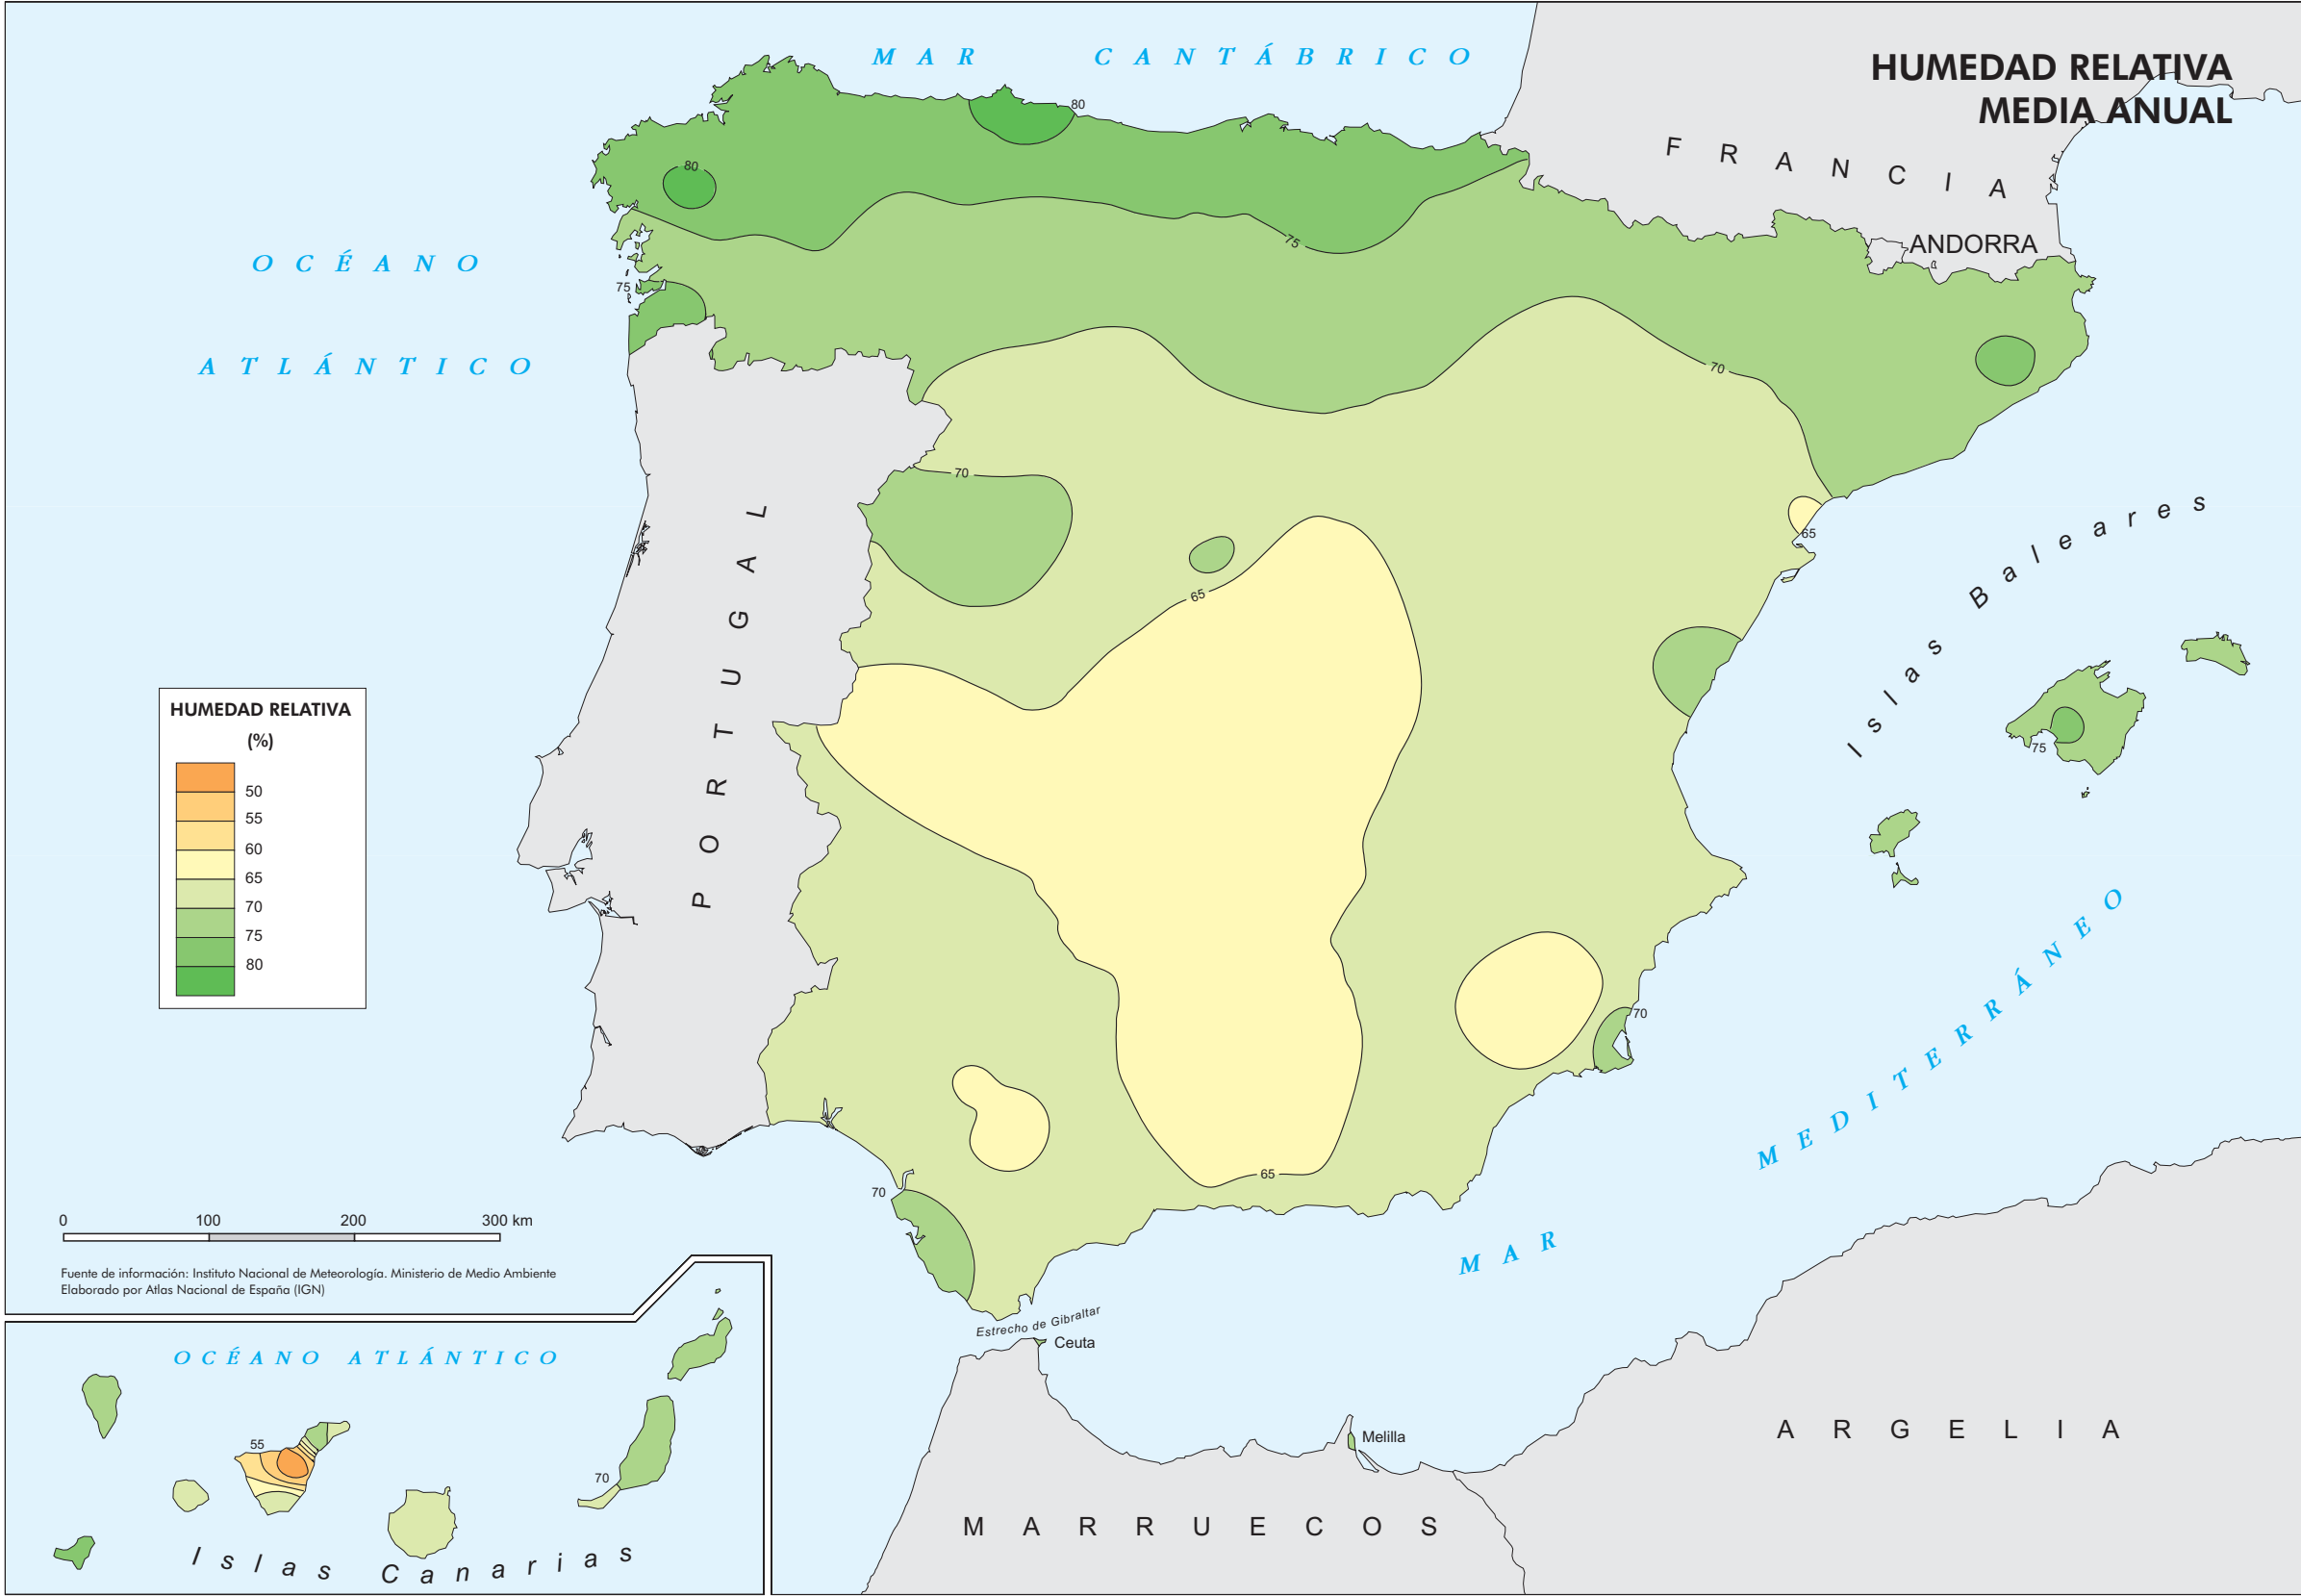 HUMEDAD RELATIVA
MEDIA ANUAL
MAR CANTÁBRICO
80
80
FRANCIA
ANDORRA
75
OCÉANO
ATLÁNTICO
75
70
70
65
65
Islas Baleares
PORTUGAL
75
HUMEDAD RELATIVA
(%)
50
55
60
65
70
75
80
70
MAR MEDITERRÁNEO
65
70
0 100 200 300 km
Fuente de información: Instituto Nacional de Meteorología. Ministerio de Medio Ambiente
Elaborado por Atlas Nacional de España (IGN)
Estrecho de Gibraltar
Ceuta
Melilla
ARGELIA
MARRUECOS
OCÉANO ATLÁNTICO
55
70
Islas Canarias